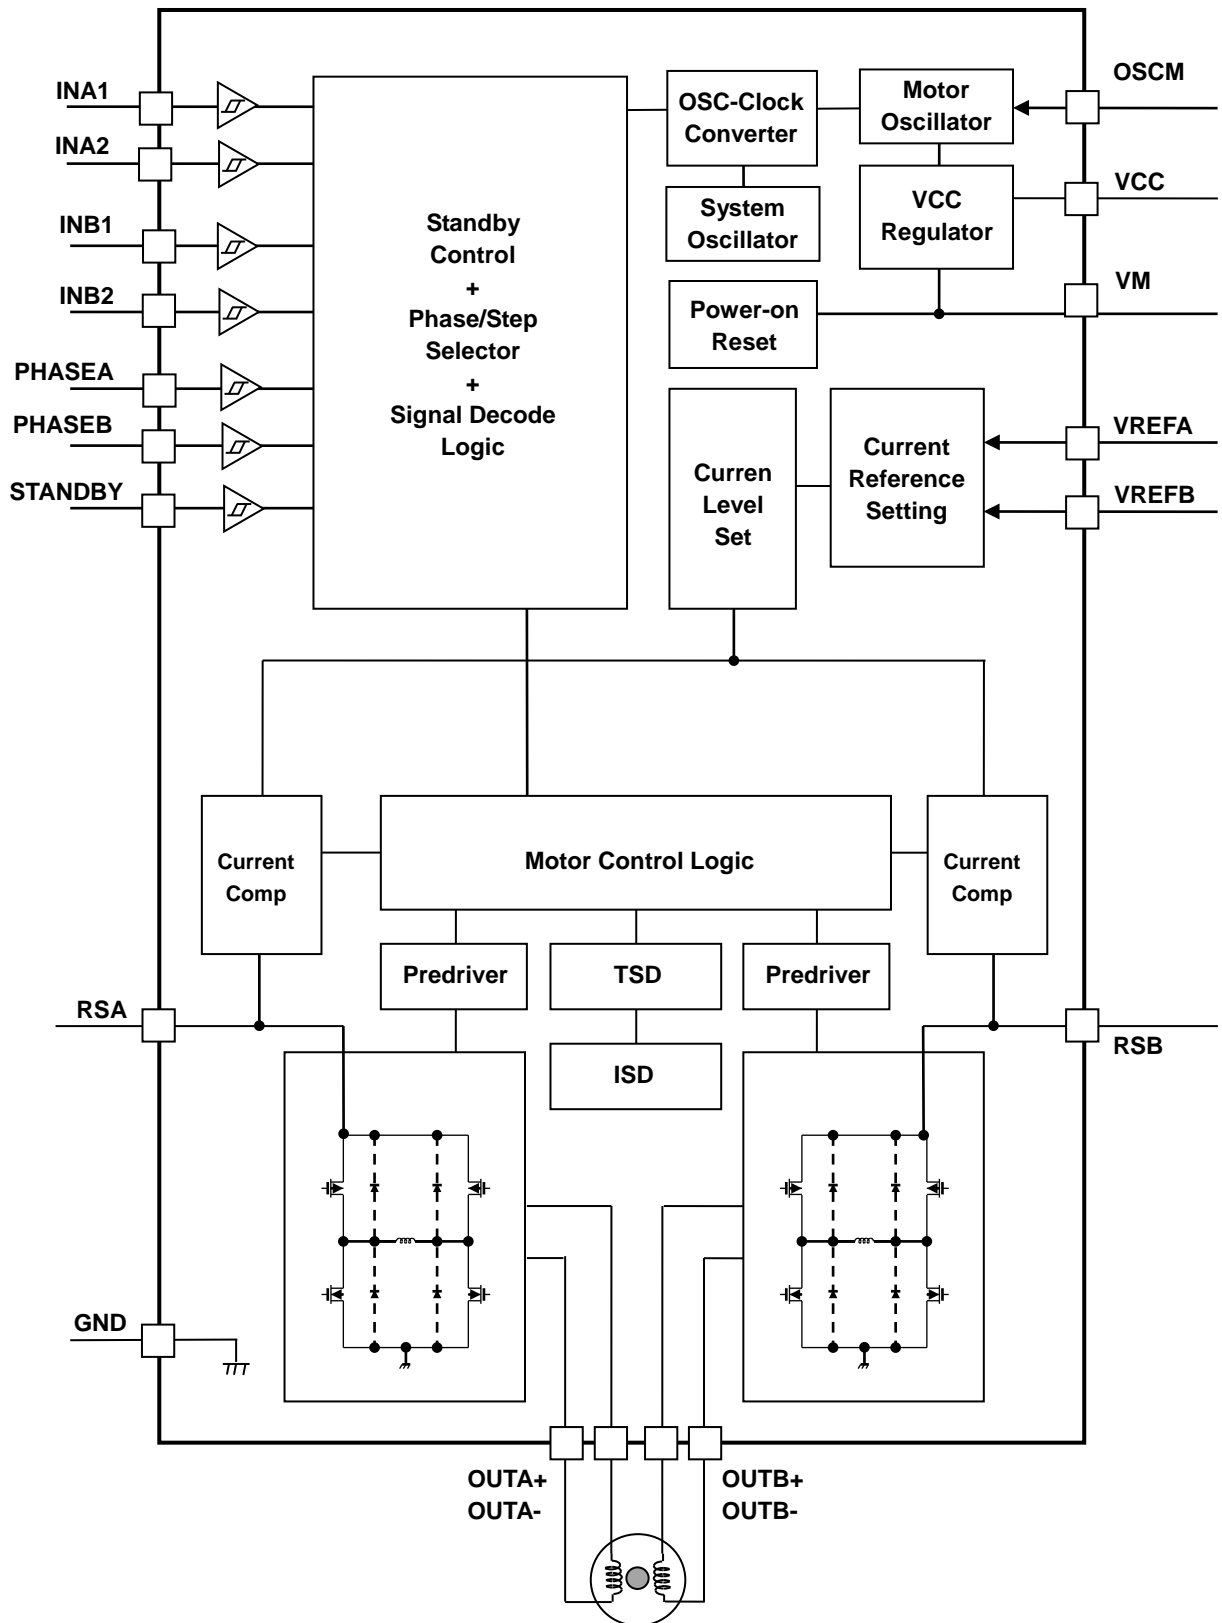 INA1
INA2
INB1
INB2
PHASEA
PHASEB
STANDBY
Standby
Control
+
Phase/Step
Selector
+
Signal Decode
Logic
OSC-Clock
Converter
Motor
Oscillator
OSCM
System
Oscillator
VCC
Regulator
VCC
VM
Power-on
Reset
Curren
Level
Set
Current
Reference
Setting
VREFA
VREFB
Current
Comp
Motor Control Logic
Current
Comp
Predriver
TSD
Predriver
ISD
RSA
RSB
GND
OUTA+
OUTA-
OUTB+
OUTB-